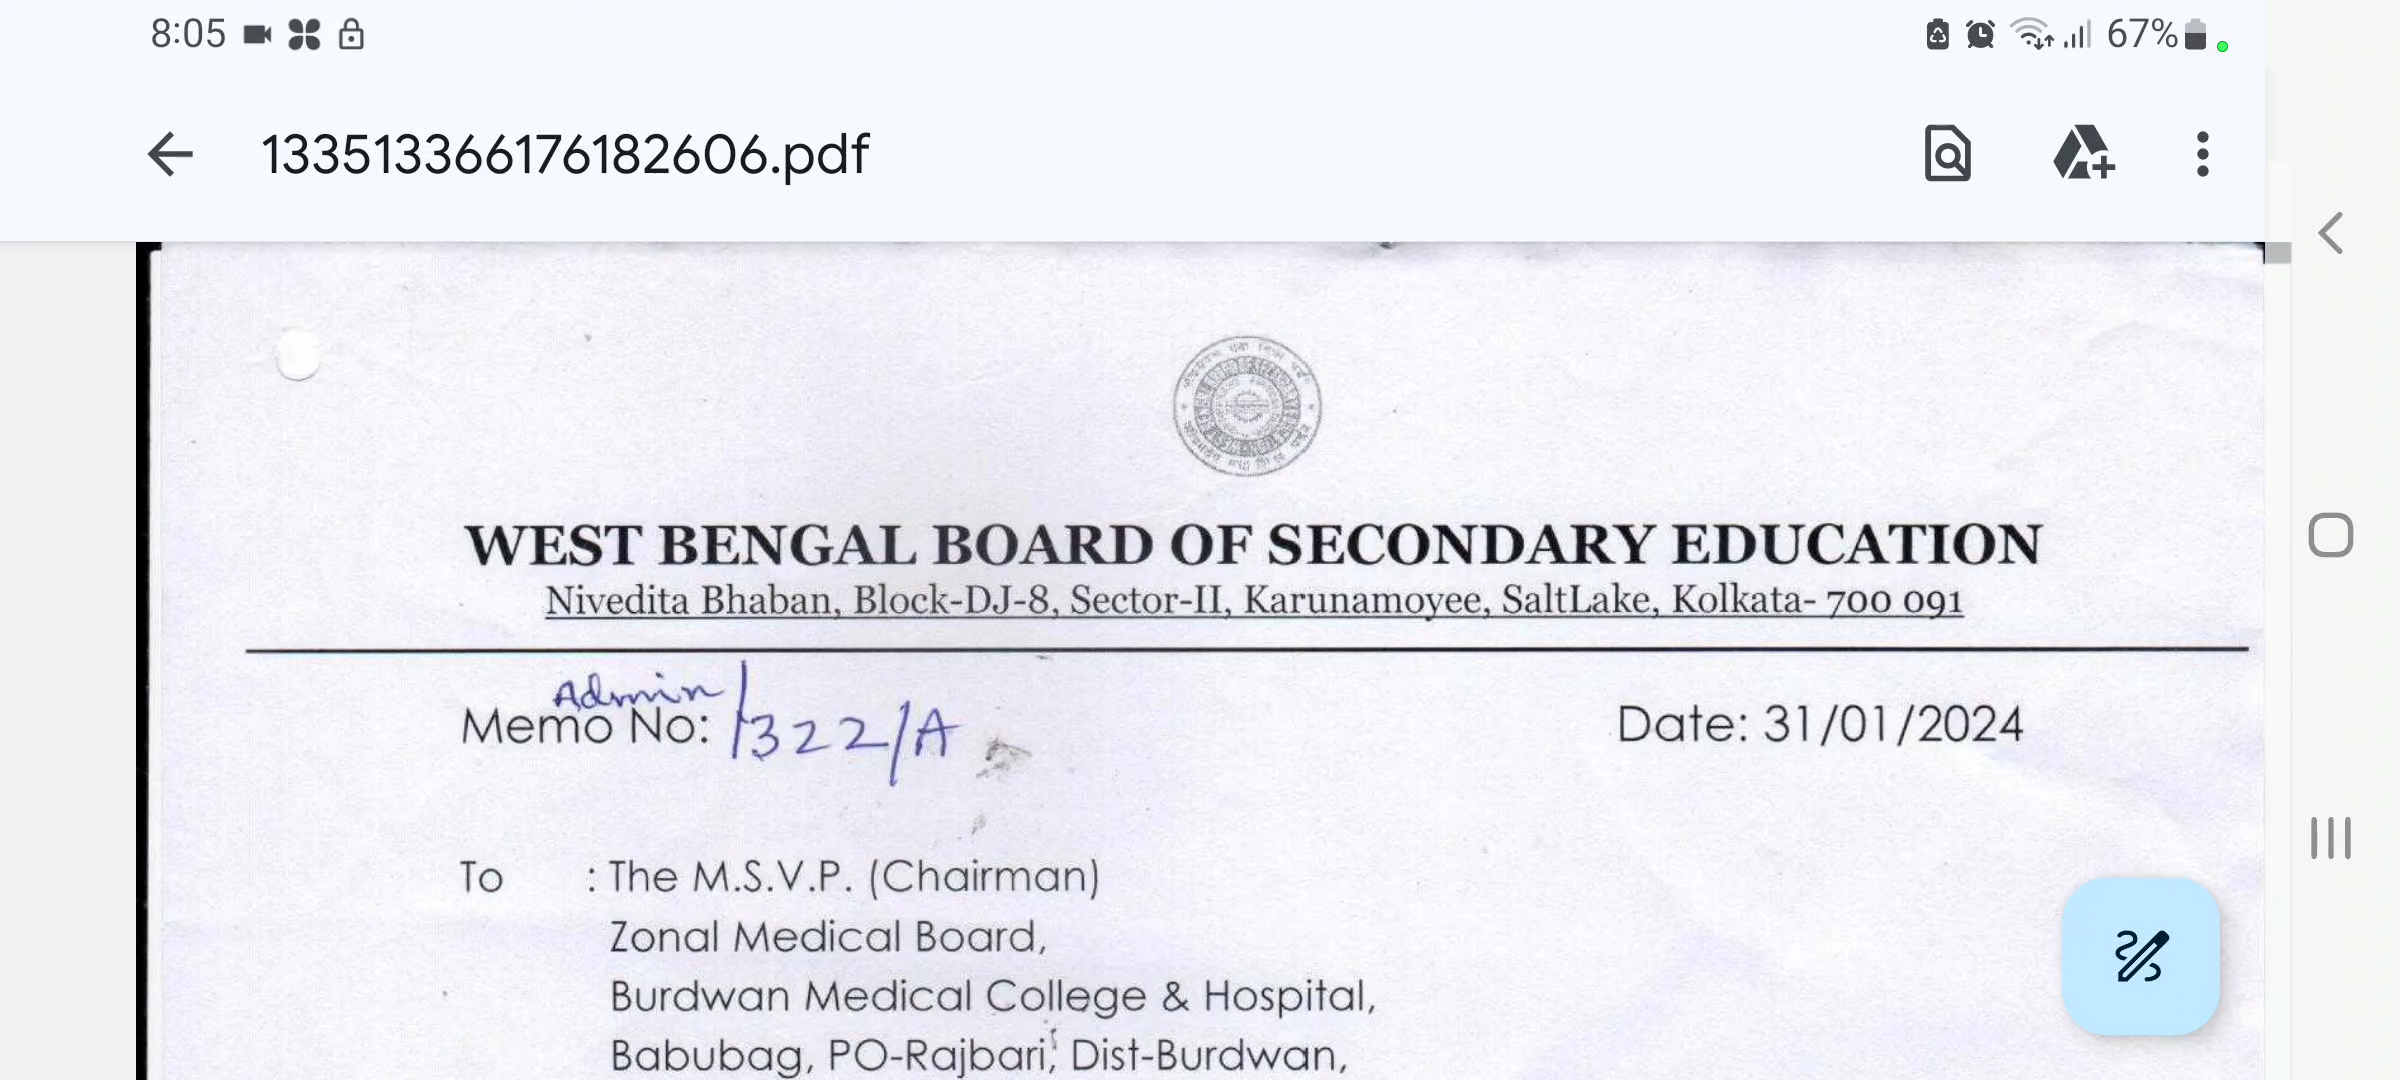 8:05 67%
133513366176182606.pdf
WEST BENGAL BOARD OF SECONDARY EDUCATION
Nivedita Bhaban, Block-DJ-8, Sector-II, Karunamoyee, SaltLake, Kolkata- 700 091
Admin/
Memo No: 322/A Date: 31/01/2024
To : The M.S.V.P. (Chairman)
Zonal Medical Board,
Burdwan Medical College & Hospital,
Babubag, PO-Rajbari, Dist-Burdwan,